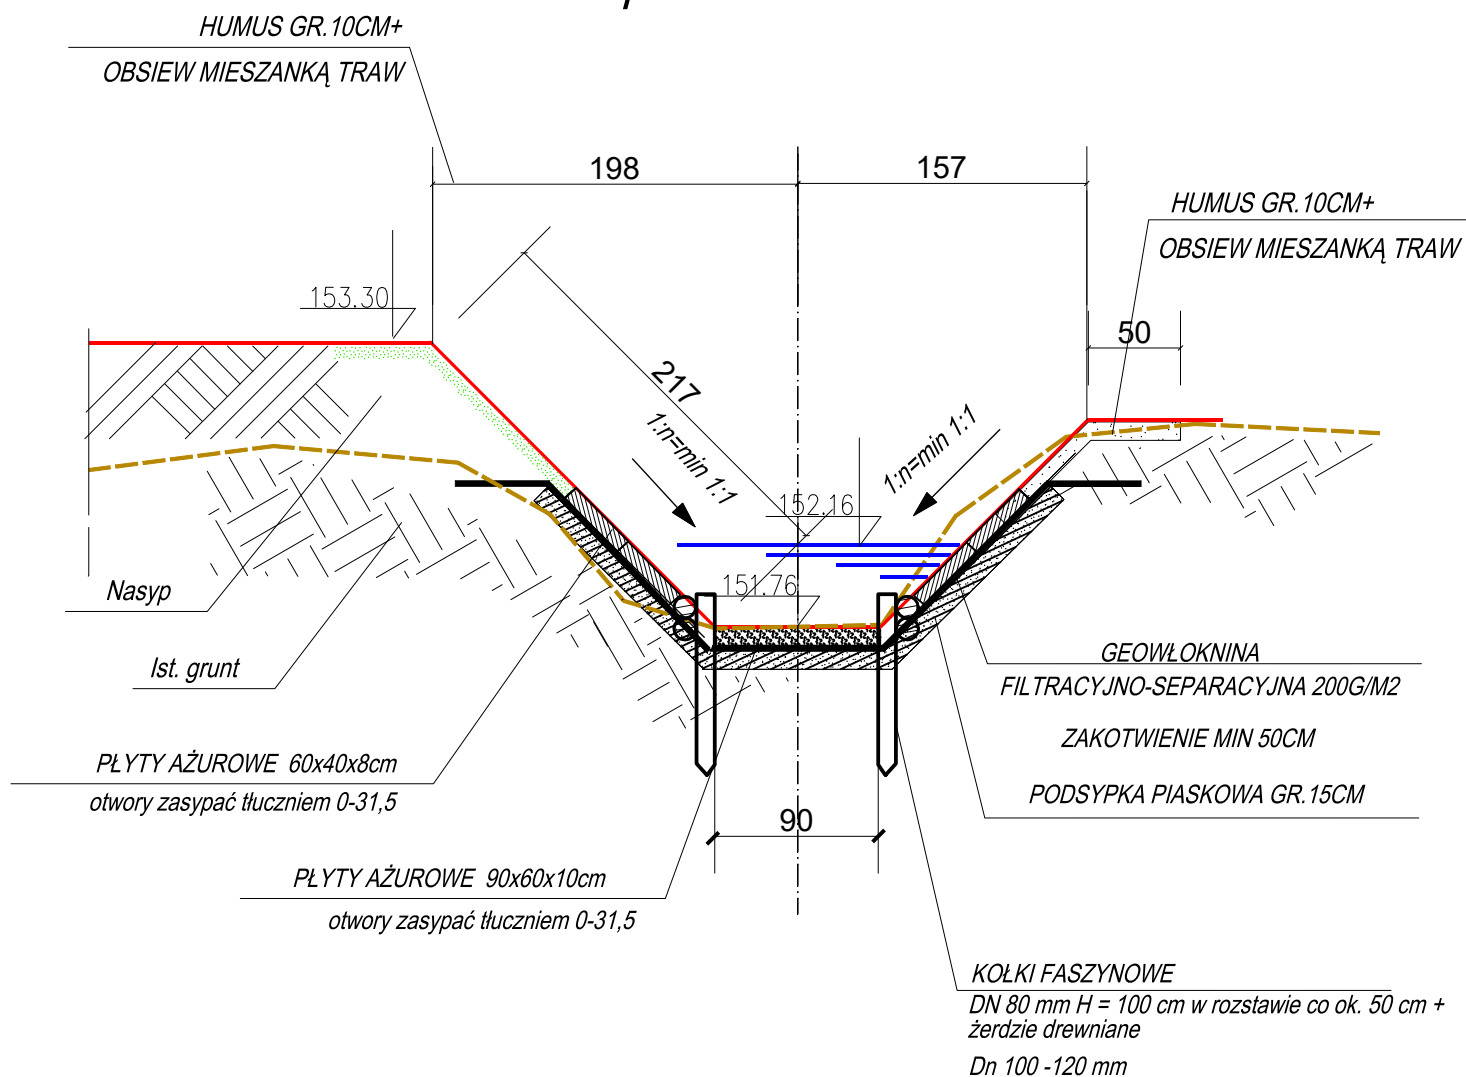 HUMUS GR.10CM+
OBSIEW MIESZANKĄ TRAW
198
157
HUMUS GR.10CM+
OBSIEW MIESZANKĄ TRAW
153.30
50
217
1:n=min 1:1
1:n=min 1:1
152.16
151.76
Nasyp
Ist. grunt
GEOWŁOKNINA
FILTRACYJNO-SEPARACYJNA 200G/M2
ZAKOTWIENIE MIN 50CM
PODSYPKA PIASKOWA GR.15CM
PŁYTY AŻUROWE 60x40x8cm
otwory zasypać tłuczniem 0-31,5
90
PŁYTY AŻUROWE 90x60x10cm
otwory zasypać tłuczniem 0-31,5
KOŁKI FASZYNOWE
DN 80 mm H = 100 cm w rozstawie co ok. 50 cm +
żerdzie drewniane
Dn 100 -120 mm